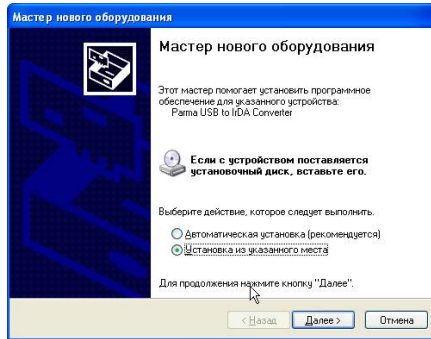 Мастер нового оборудования
Мастер нового оборудования
Этот мастер помогает установить программное
обеспечение для указанного устройства:
Parma USB to IrDA Converter
Если с устройством поставляется
установочный диск, вставьте его.
Выберите действие, которое следует выполнить.
Автоматическая установка (рекомендуется)
Установка из указанного места
Для продолжения нажмите кнопку "Далее".
< Назад Далее > Отмена